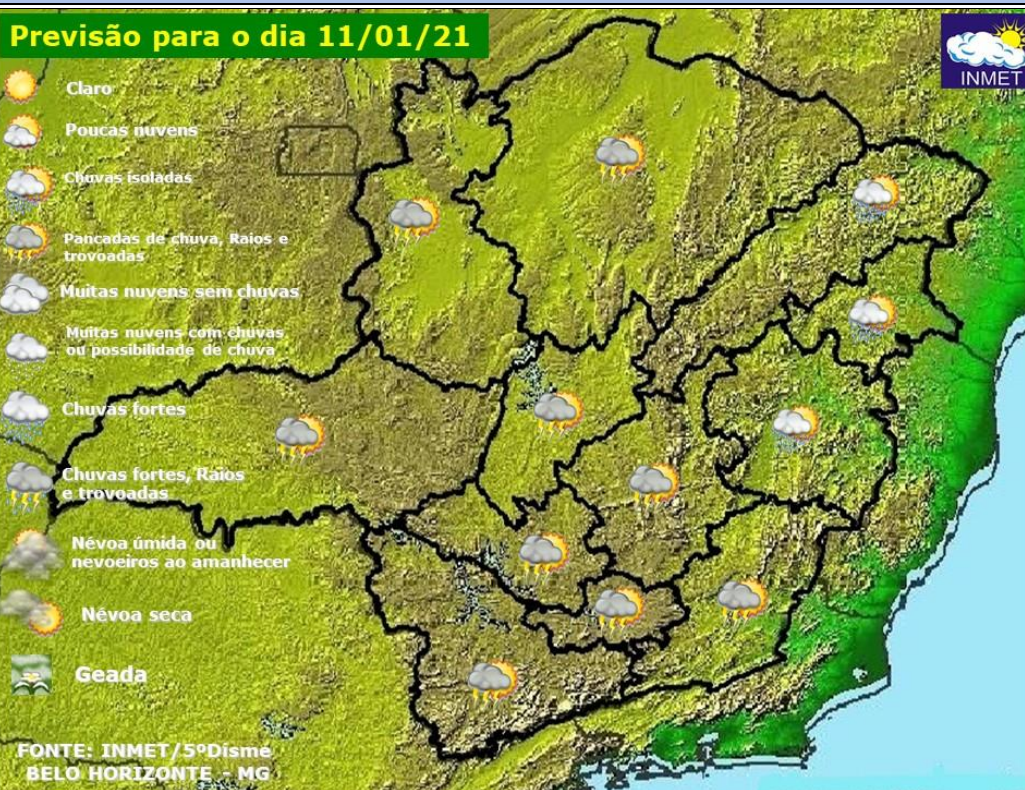 Previsão para o dia 11/01/21
INMET
Claro
Poucas nuvens
Chuvas isoladas
Pancadas de chuva, Raios e
trovoadas
Muitas nuvens sem chuvas
Muitas nuvens com chuvas
ou possibilidade de chuva
Chuvas fortes
Chuvas fortes, Raios
e trovoadas
Névoa úmida ou
nevoeiros ao amanhecer
Névoa seca
Geada
FONTE: INMET/5ºDisme
BELO HORIZONTE - MG